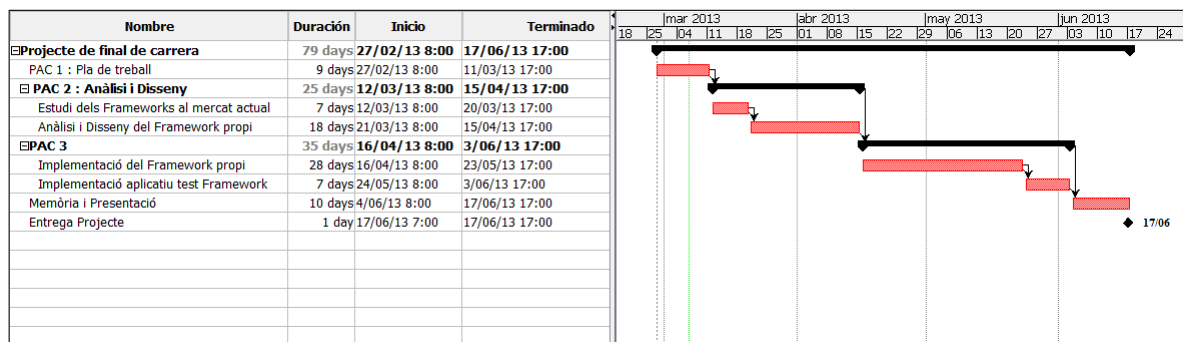 Nombre Duración Inicio Terminado
Projecte de final de carrera 79 days 27/02/13 8:00 17/06/13 17:00
PAC 1 : Pla de treball 9 days 27/02/13 8:00 11/03/13 17:00
PAC 2 : Anàlisi i Disseny 25 days 12/03/13 8:00 15/04/13 17:00
Estudi dels Frameworks al mercat actual 7 days 12/03/13 8:00 20/03/13 17:00
Anàlisi i Disseny del Framework propi 18 days 21/03/13 8:00 15/04/13 17:00
PAC 3 35 days 16/04/13 8:00 3/06/13 17:00
Implementació del Framework propi 28 days 16/04/13 8:00 23/05/13 17:00
Implementació aplicatiu test Framework 7 days 24/05/13 8:00 3/06/13 17:00
Memòria i Presentació 10 days 4/06/13 8:00 17/06/13 17:00
Entrega Projecte 1 day 17/06/13 7:00 17/06/13 17:00
mar 2013 abr 2013 may 2013 jun 2013
18 25 04 11 18 25 01 08 15 22 29 06 13 20 27 03 10 17 24
17/06